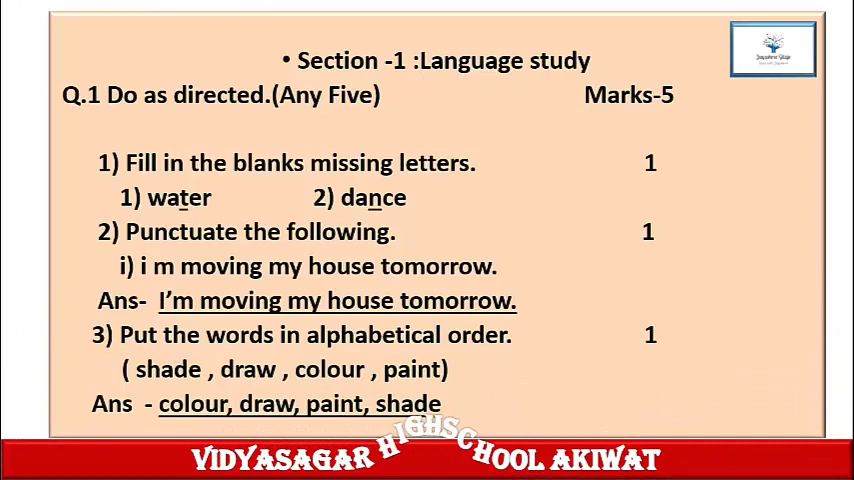 • Section -1 :Language study
Q.1 Do as directed.(Any Five) Marks-5
1) Fill in the blanks missing letters. 1
1) water 2) dance
2) Punctuate the following. 1
i) i m moving my house tomorrow.
Ans- I’m moving my house tomorrow.
3) Put the words in alphabetical order. 1
( shade , draw , colour , paint)
Ans - colour, draw, paint, shade
VIDYASAGAR HIGHSCHOOL AKIWAT